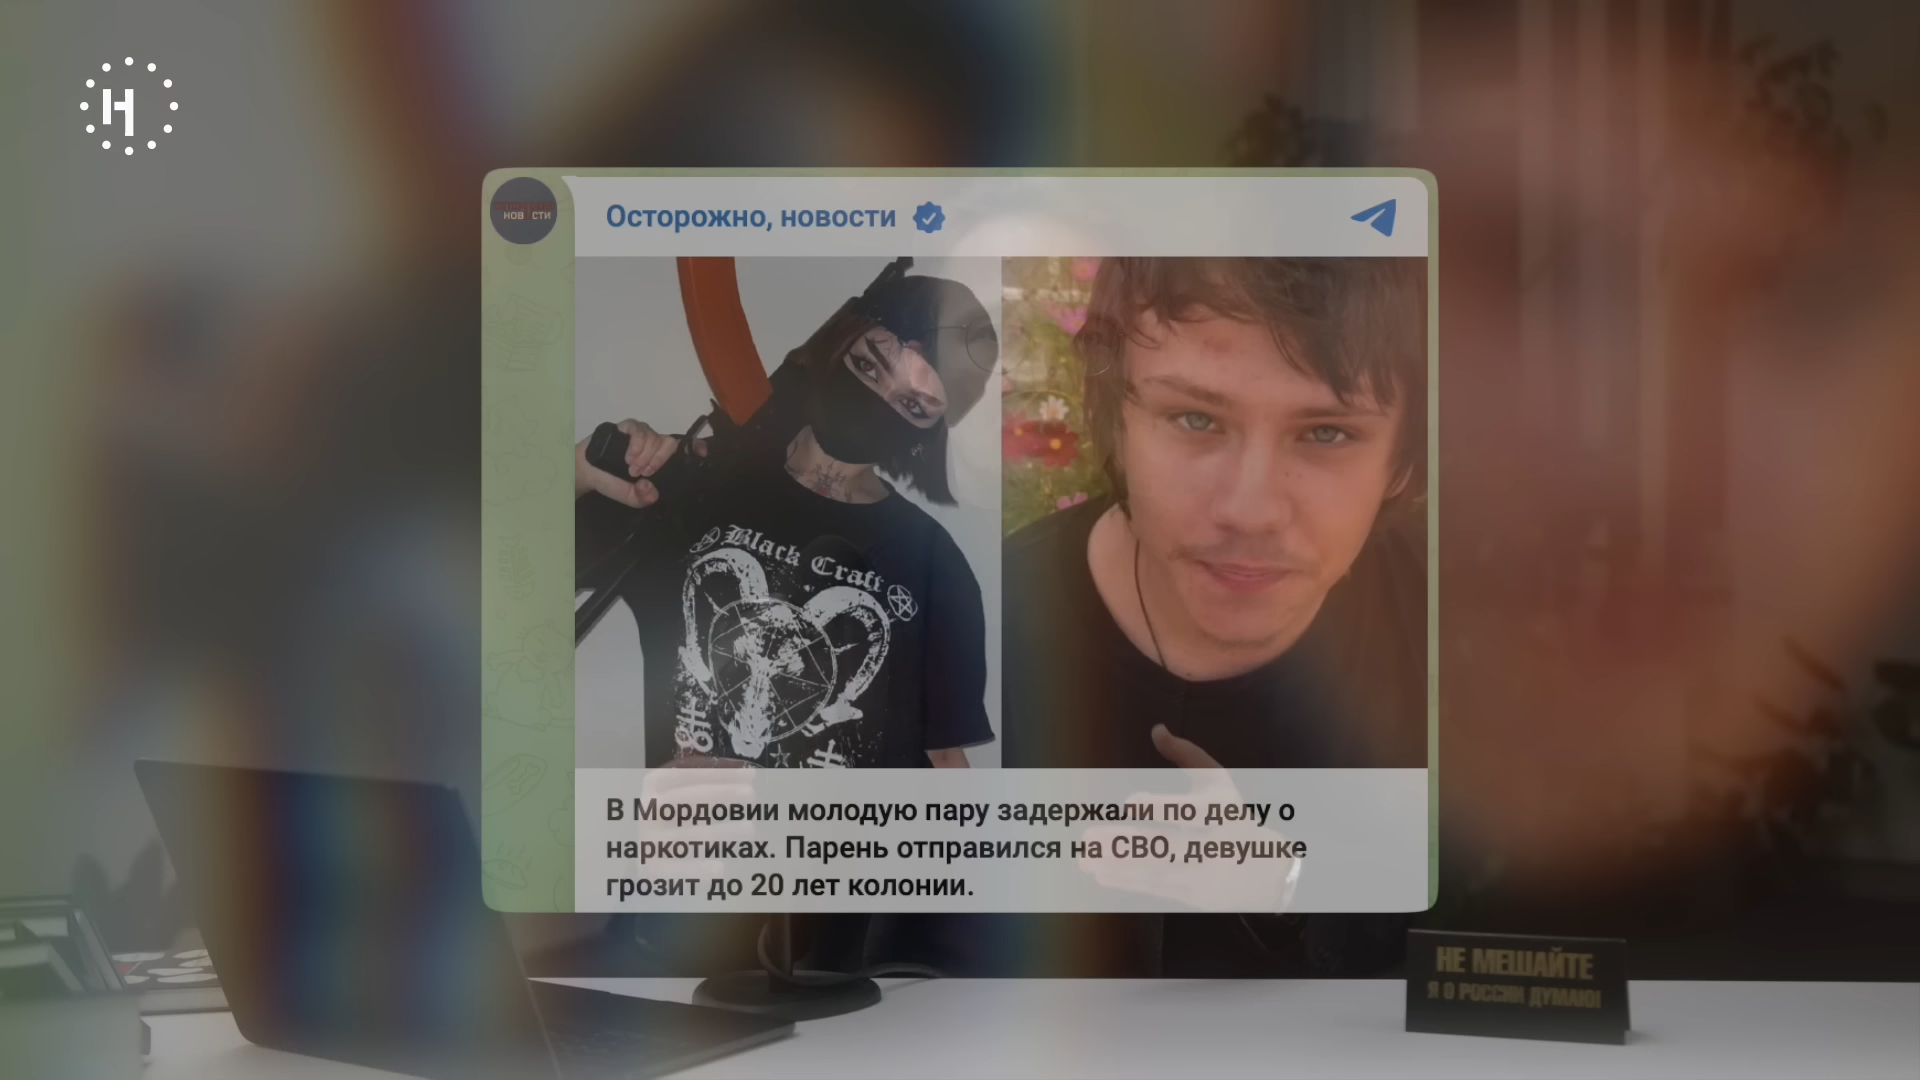 Н
НОВОСТИ
Осторожно, новости
Black Craft
В Мордовии молодую пару задержали по делу о
наркотиках. Парень отправился на СВО, девушке
грозит до 20 лет колонии.
НЕ МЕШАЙТЕ
Я О РОССИИ ДУМАЮ!